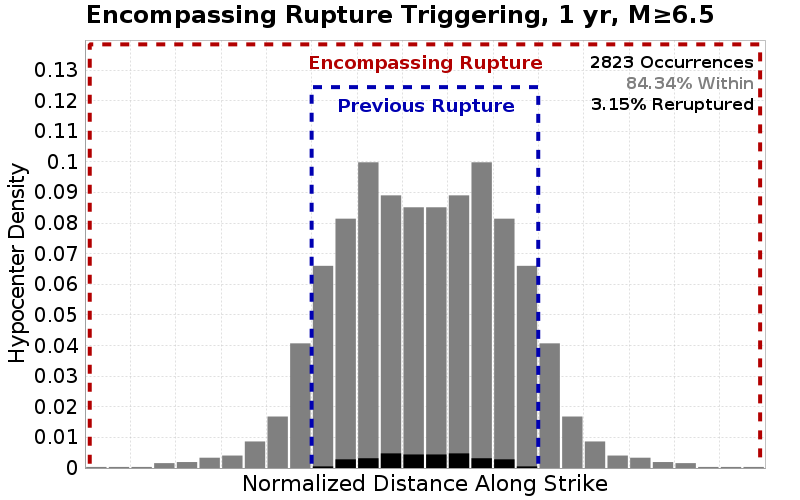 Encompassing Rupture Triggering, 1 yr, M≥6.5
Encompassing Rupture
2823 Occurrences
84.34% Within
3.15% Reruptured
Previous Rupture
Hypocenter Density
0.13
0.12
0.11
0.1
0.09
0.08
0.07
0.06
0.05
0.04
0.03
0.02
0.01
0
Normalized Distance Along Strike